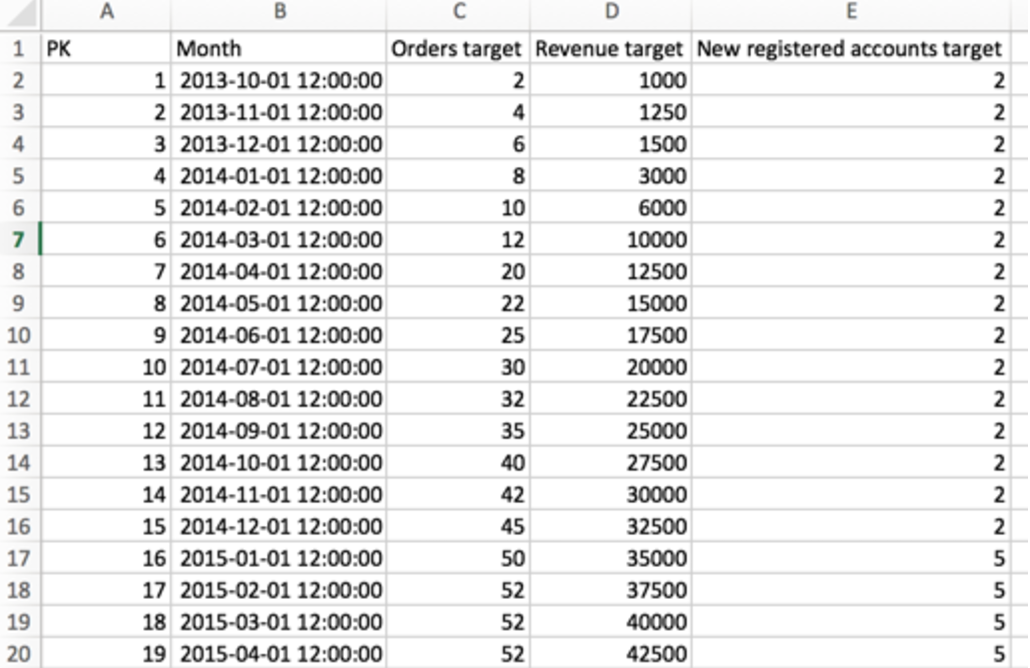 A B C D E
1 PK Month Orders target Revenue target New registered accounts target
2 1 2013-10-01 12:00:00 2 1000 2
3 2 2013-11-01 12:00:00 4 1250 2
4 3 2013-12-01 12:00:00 6 1500 2
5 4 2014-01-01 12:00:00 8 3000 2
6 5 2014-02-01 12:00:00 10 6000 2
7 6 2014-03-01 12:00:00 12 10000 2
8 7 2014-04-01 12:00:00 20 12500 2
9 8 2014-05-01 12:00:00 22 15000 2
10 9 2014-06-01 12:00:00 25 17500 2
11 10 2014-07-01 12:00:00 30 20000 2
12 11 2014-08-01 12:00:00 32 22500 2
13 12 2014-09-01 12:00:00 35 25000 2
14 13 2014-10-01 12:00:00 40 27500 2
15 14 2014-11-01 12:00:00 42 30000 2
16 15 2014-12-01 12:00:00 45 32500 2
17 16 2015-01-01 12:00:00 50 35000 5
18 17 2015-02-01 12:00:00 52 37500 5
19 18 2015-03-01 12:00:00 52 40000 5
20 19 2015-04-01 12:00:00 52 42500 5